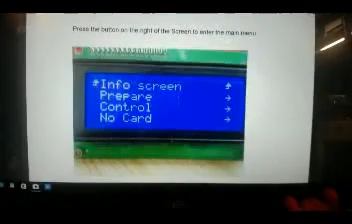 Press the button on the right of the Screen to enter the main menu
Info screen
Prepare
Control
No Card